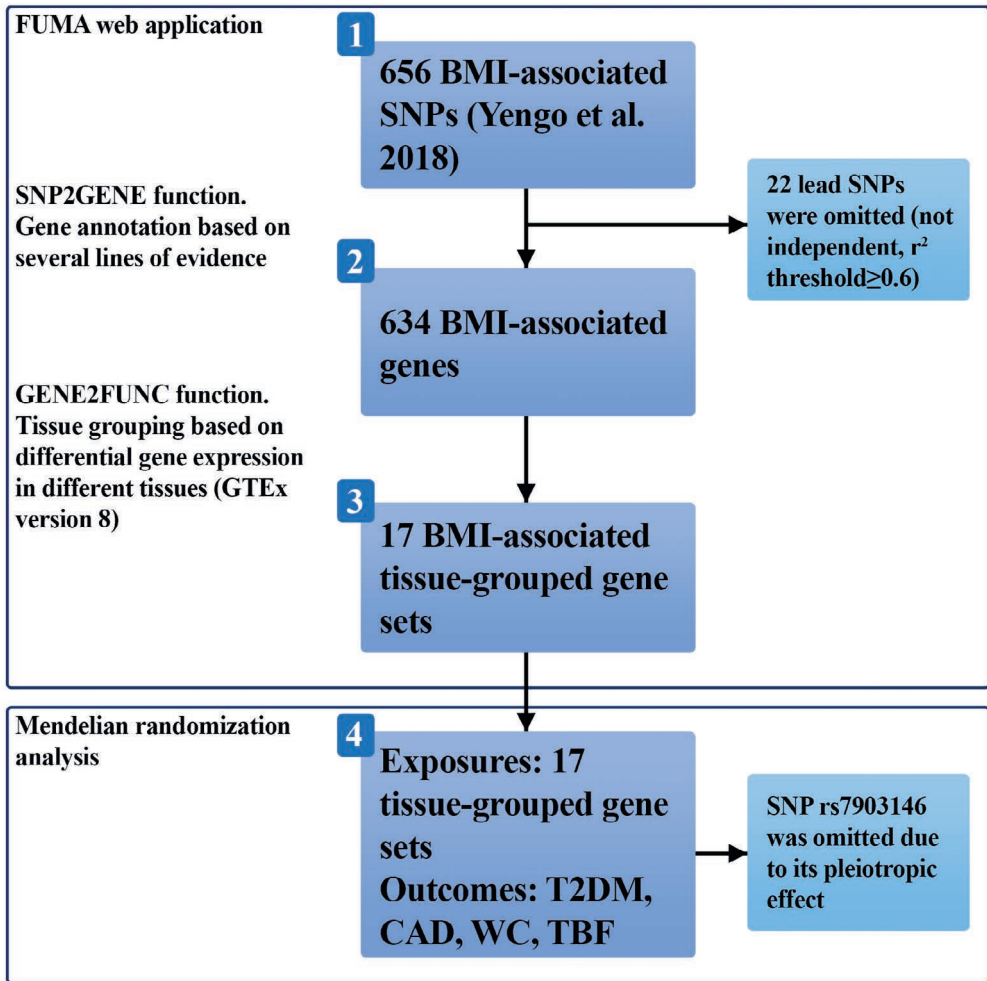 FUMA web application
1
656 BMI-associated
SNPs (Yengo et al.
2018)
SNP2GENE function.
Gene annotation based on
several lines of evidence
22 lead SNPs
were omitted (not
independent, r²
threshold≥0.6)
2
634 BMI-associated
genes
GENE2FUNC function.
Tissue grouping based on
differential gene expression
in different tissues (GTEx
version 8)
3
17 BMI-associated
tissue-grouped gene
sets
Mendelian randomization
analysis
4
Exposures: 17
tissue-grouped gene
sets
Outcomes: T2DM,
CAD, WC, TBF
SNP rs7903146
was omitted due
to its pleiotropic
effect